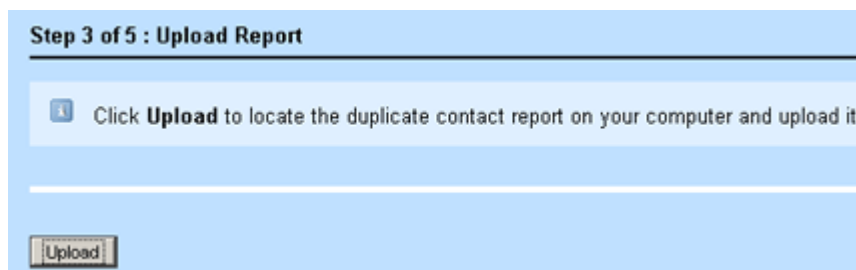 Step 3 of 5 : Upload Report
Click Upload to locate the duplicate contact report on your computer and upload it
Upload